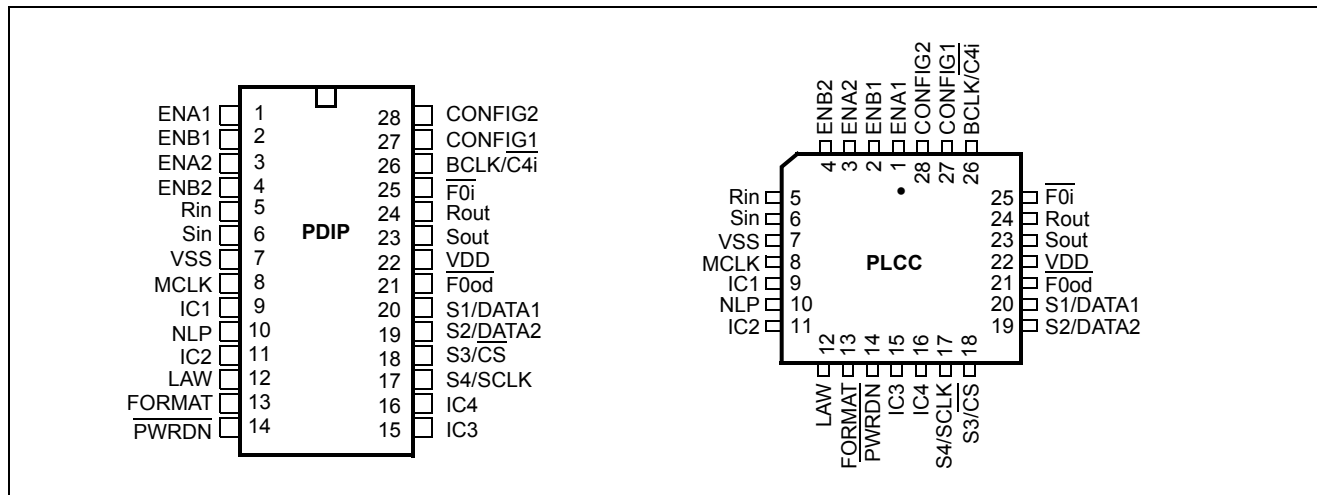 ENA1 1
ENB1 2
ENA2 3
ENB2 4
Rin 5
Sin 6
VSS 7
MCLK 8
IC1 9
NLP 10
IC2 11
LAW 12
FORMAT 13
PWRDN 14
PDIP
28 CONFIG2
27 CONFIG1
26 BCLK/C4i
25 F0i
24 Rout
23 Sout
22 VDD
21 F0od
20 S1/DATA1
19 S2/DATA2
18 S3/CS
17 S4/SCLK
16 IC4
15 IC3
ENB2 4
ENA2 3
ENB1 2
ENA1 1
CONFIG2 28
CONFIG1 27
BCLK/C4i 26
Rin 5
Sin 6
VSS 7
MCLK 8
IC1 9
NLP 10
IC2 11
PLCC
25 F0i
24 Rout
23 Sout
22 VDD
21 F0od
20 S1/DATA1
19 S2/DATA2
LAW 12
FORMAT 13
PWRDN 14
IC3 15
IC4 16
S4/SCLK 17
S3/CS 18